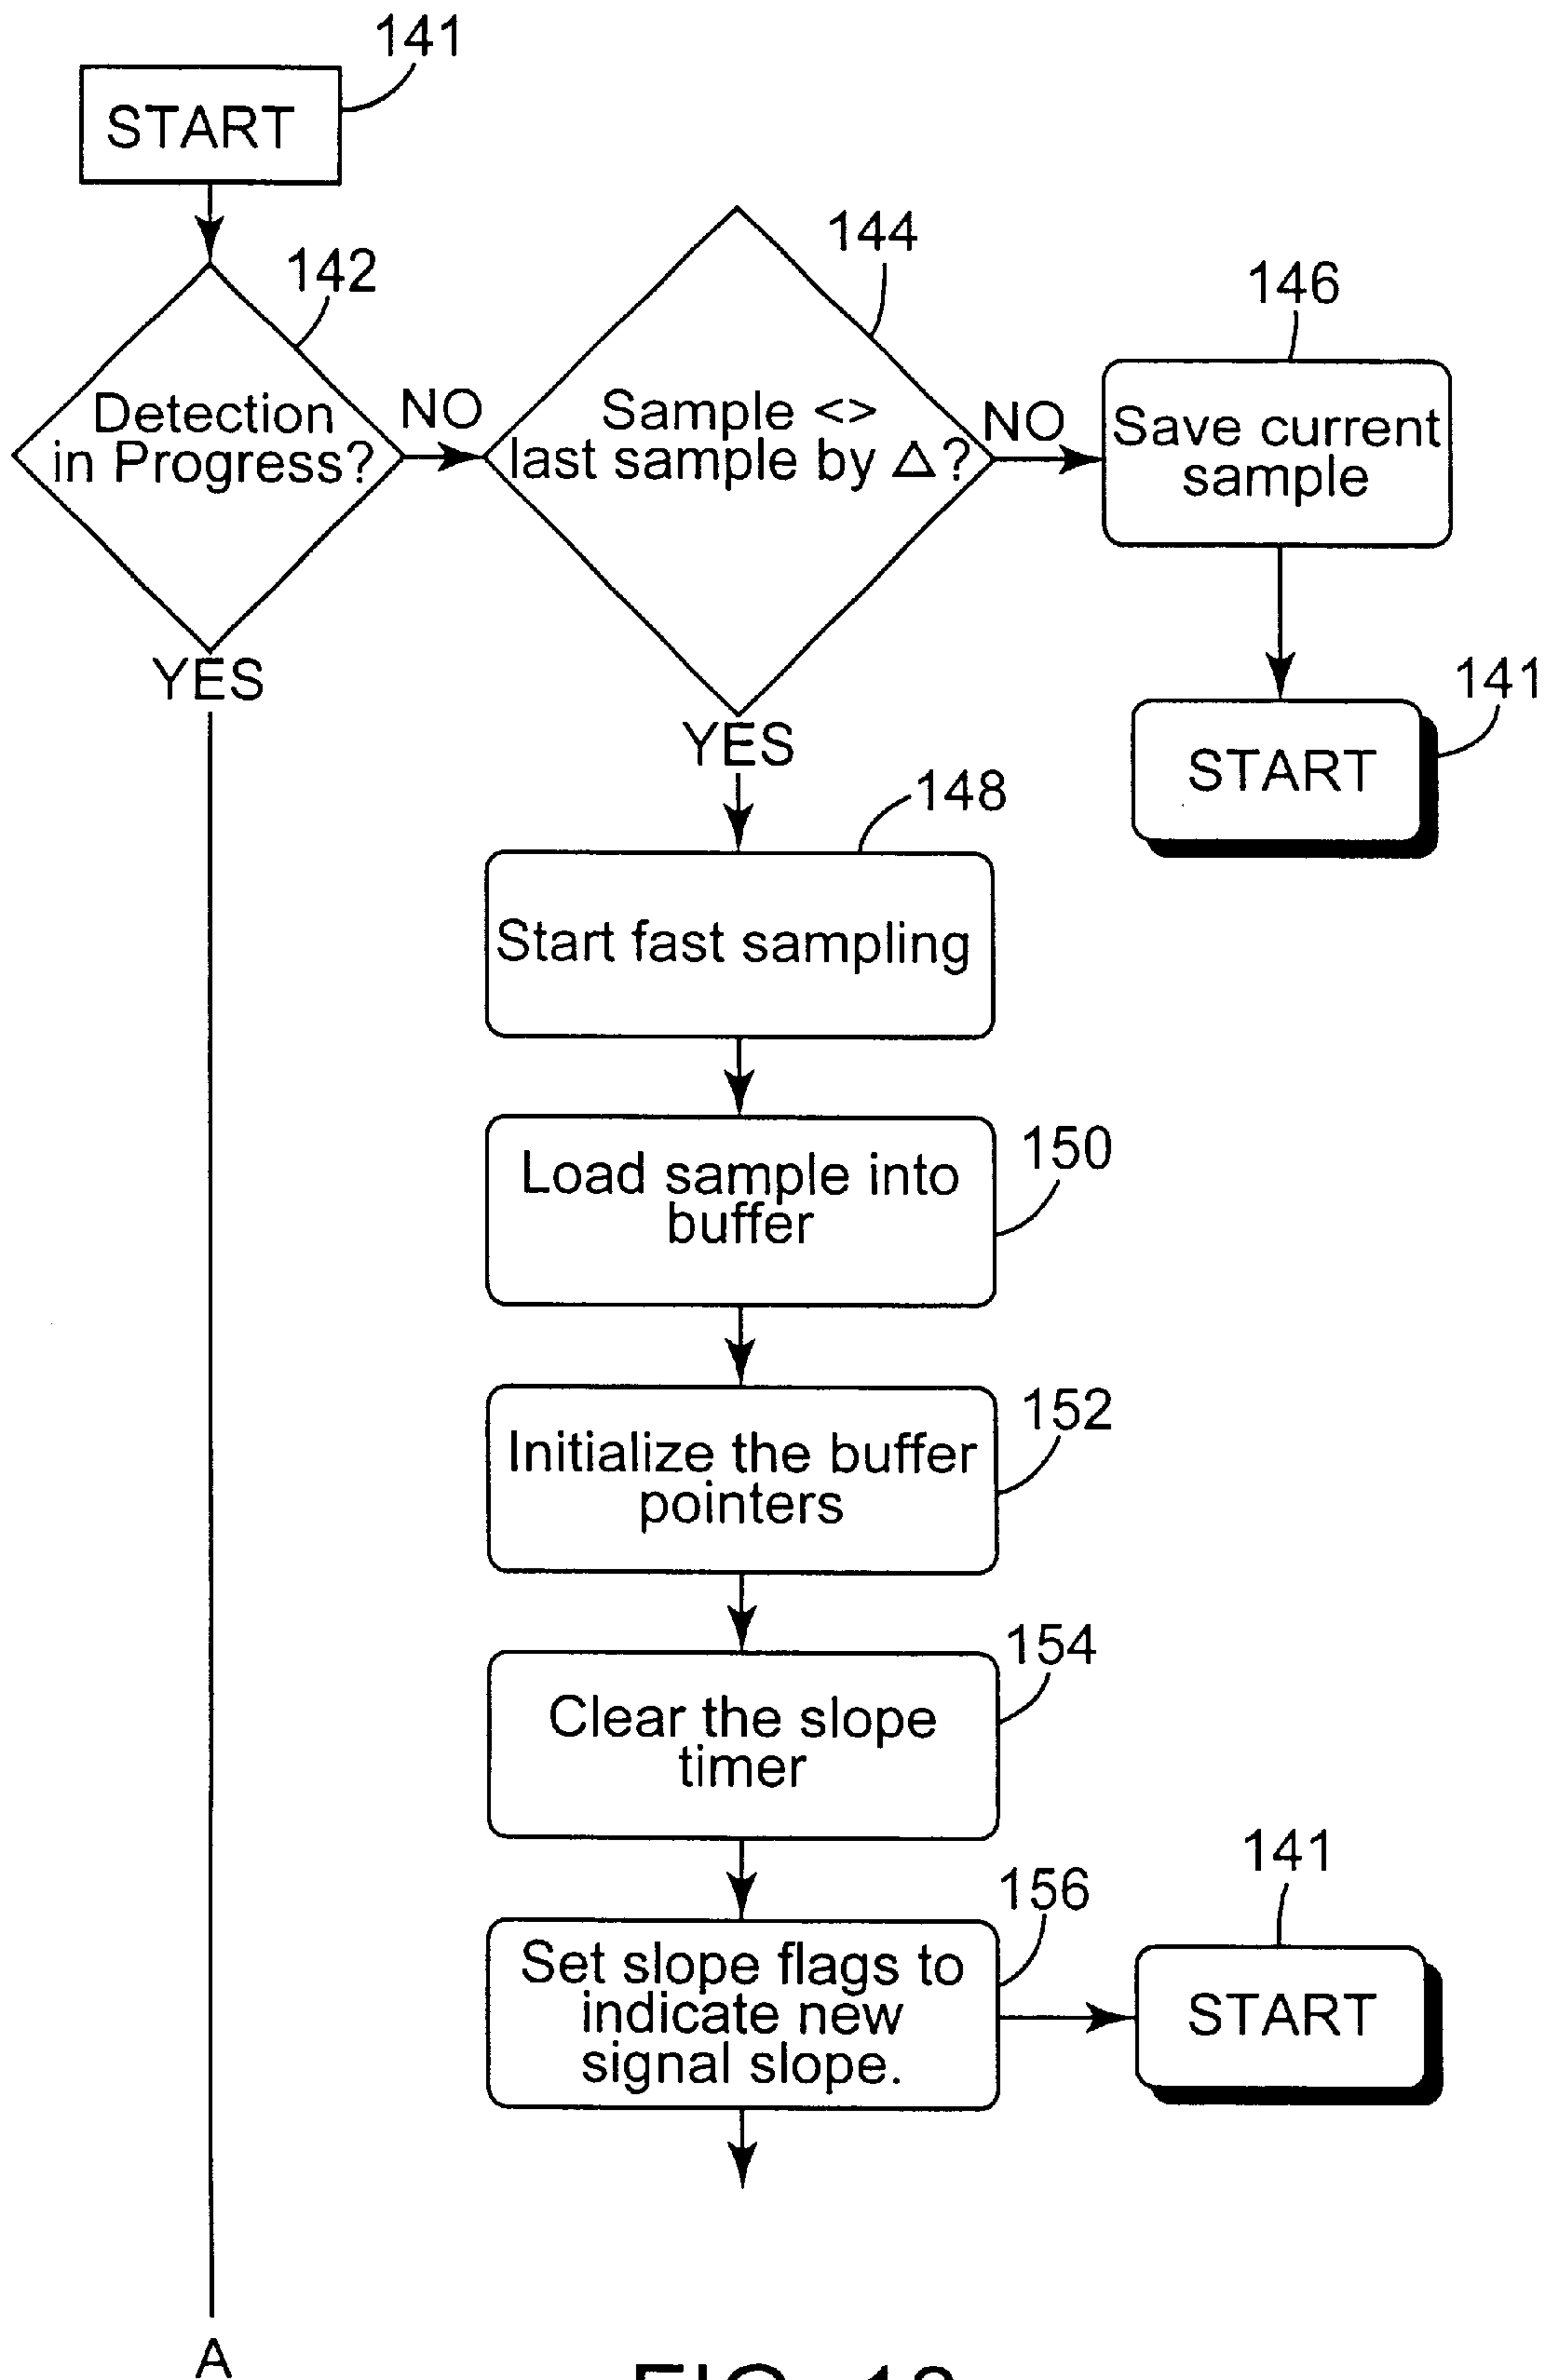 141
START
142
Detection
in Progress?
NO
YES
144
Sample <>
last sample by Δ?
NO
YES
146
Save current
sample
141
START
148
Start fast sampling
150
Load sample into
buffer
152
Initialize the buffer
pointers
154
Clear the slope
timer
156
Set slope flags to
indicate new
signal slope.
141
START
A